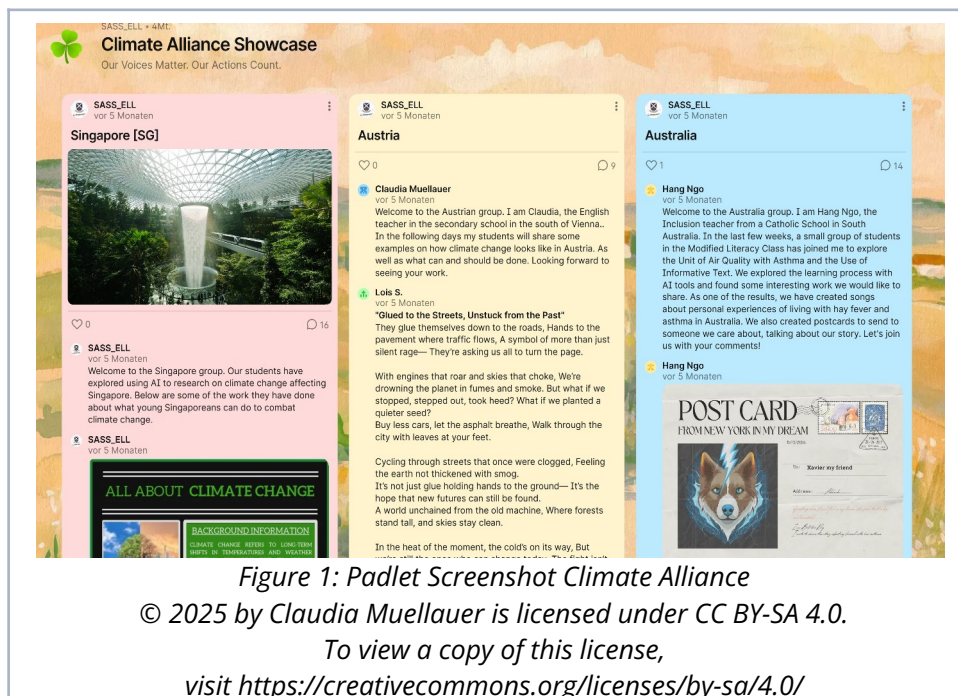 SASS_ELL • 4Mt.
Climate Alliance Showcase
Our Voices Matter. Our Actions Count.
SASS_ELL
vor 5 Monaten
Singapore [SG]
0
16
SASS_ELL
vor 5 Monaten
Welcome to the Singapore group. Our students have
explored using AI to research on climate change affecting
Singapore. Below are some of the work they have done
about what young Singaporeans can do to combat
climate change.
SASS_ELL
vor 5 Monaten
ALL ABOUT CLIMATE CHANGE
BACKGROUND INFORMATION
CLIMATE CHANGE REFERS TO LONG-TERM
SHIFTS IN TEMPERATURES AND WEATHER
SASS_ELL
vor 5 Monaten
Austria
0
9
Claudia Muellauer
vor 5 Monaten
Welcome to the Austrian group. I am Claudia, the English
teacher in the secondary school in the south of Vienna..
In the following days my students will share some
examples on how climate change looks like in Austria. As
well as what can and should be done. Looking forward to
seeing your work.
Lois S.
vor 5 Monaten
"Glued to the Streets, Unstuck from the Past"
They glue themselves down to the roads, Hands to the
pavement where traffic flows, A symbol of more than just
silent rage— They're asking us all to turn the page.
With engines that roar and skies that choke, We're
drowning the planet in fumes and smoke. But what if we
stopped, stepped out, took heed? What if we planted a
quieter seed?
Buy less cars, let the asphalt breathe, Walk through the
city with leaves at your feet.
Cycling through streets that once were clogged, Feeling
the earth not thickened with smog.
It's not just glue holding hands to the ground— It's the
hope that new futures can still be found.
A world unchained from the old machine, Where forests
stand tall, and skies stay clean.
In the heat of the moment, the cold's on its way, But
SASS_ELL
vor 5 Monaten
Australia
1
14
Hang Ngo
vor 5 Monaten
Welcome to the Australia group. I am Hang Ngo, the
Inclusion teacher from a Catholic School in South
Australia. In the last few weeks, a small group of students
in the Modified Literacy Class has joined me to explore
the Unit of Air Quality with Asthma and the Use of
Informative Text. We explored the learning process with
AI tools and found some interesting work we would like to
share. As one of the results, we have created songs
about personal experiences of living with hay fever and
asthma in Australia. We also created postcards to send to
someone we care about, talking about our story. Let's join
us with your comments!
Hang Ngo
vor 5 Monaten
POST CARD
FROM NEW YORK IN MY DREAM
To: Xavier my friend
Address:
Figure 1: Padlet Screenshot Climate Alliance
© 2025 by Claudia Muellauer is licensed under CC BY-SA 4.0.
To view a copy of this license,
visit https://creativecommons.org/licenses/by-sa/4.0/